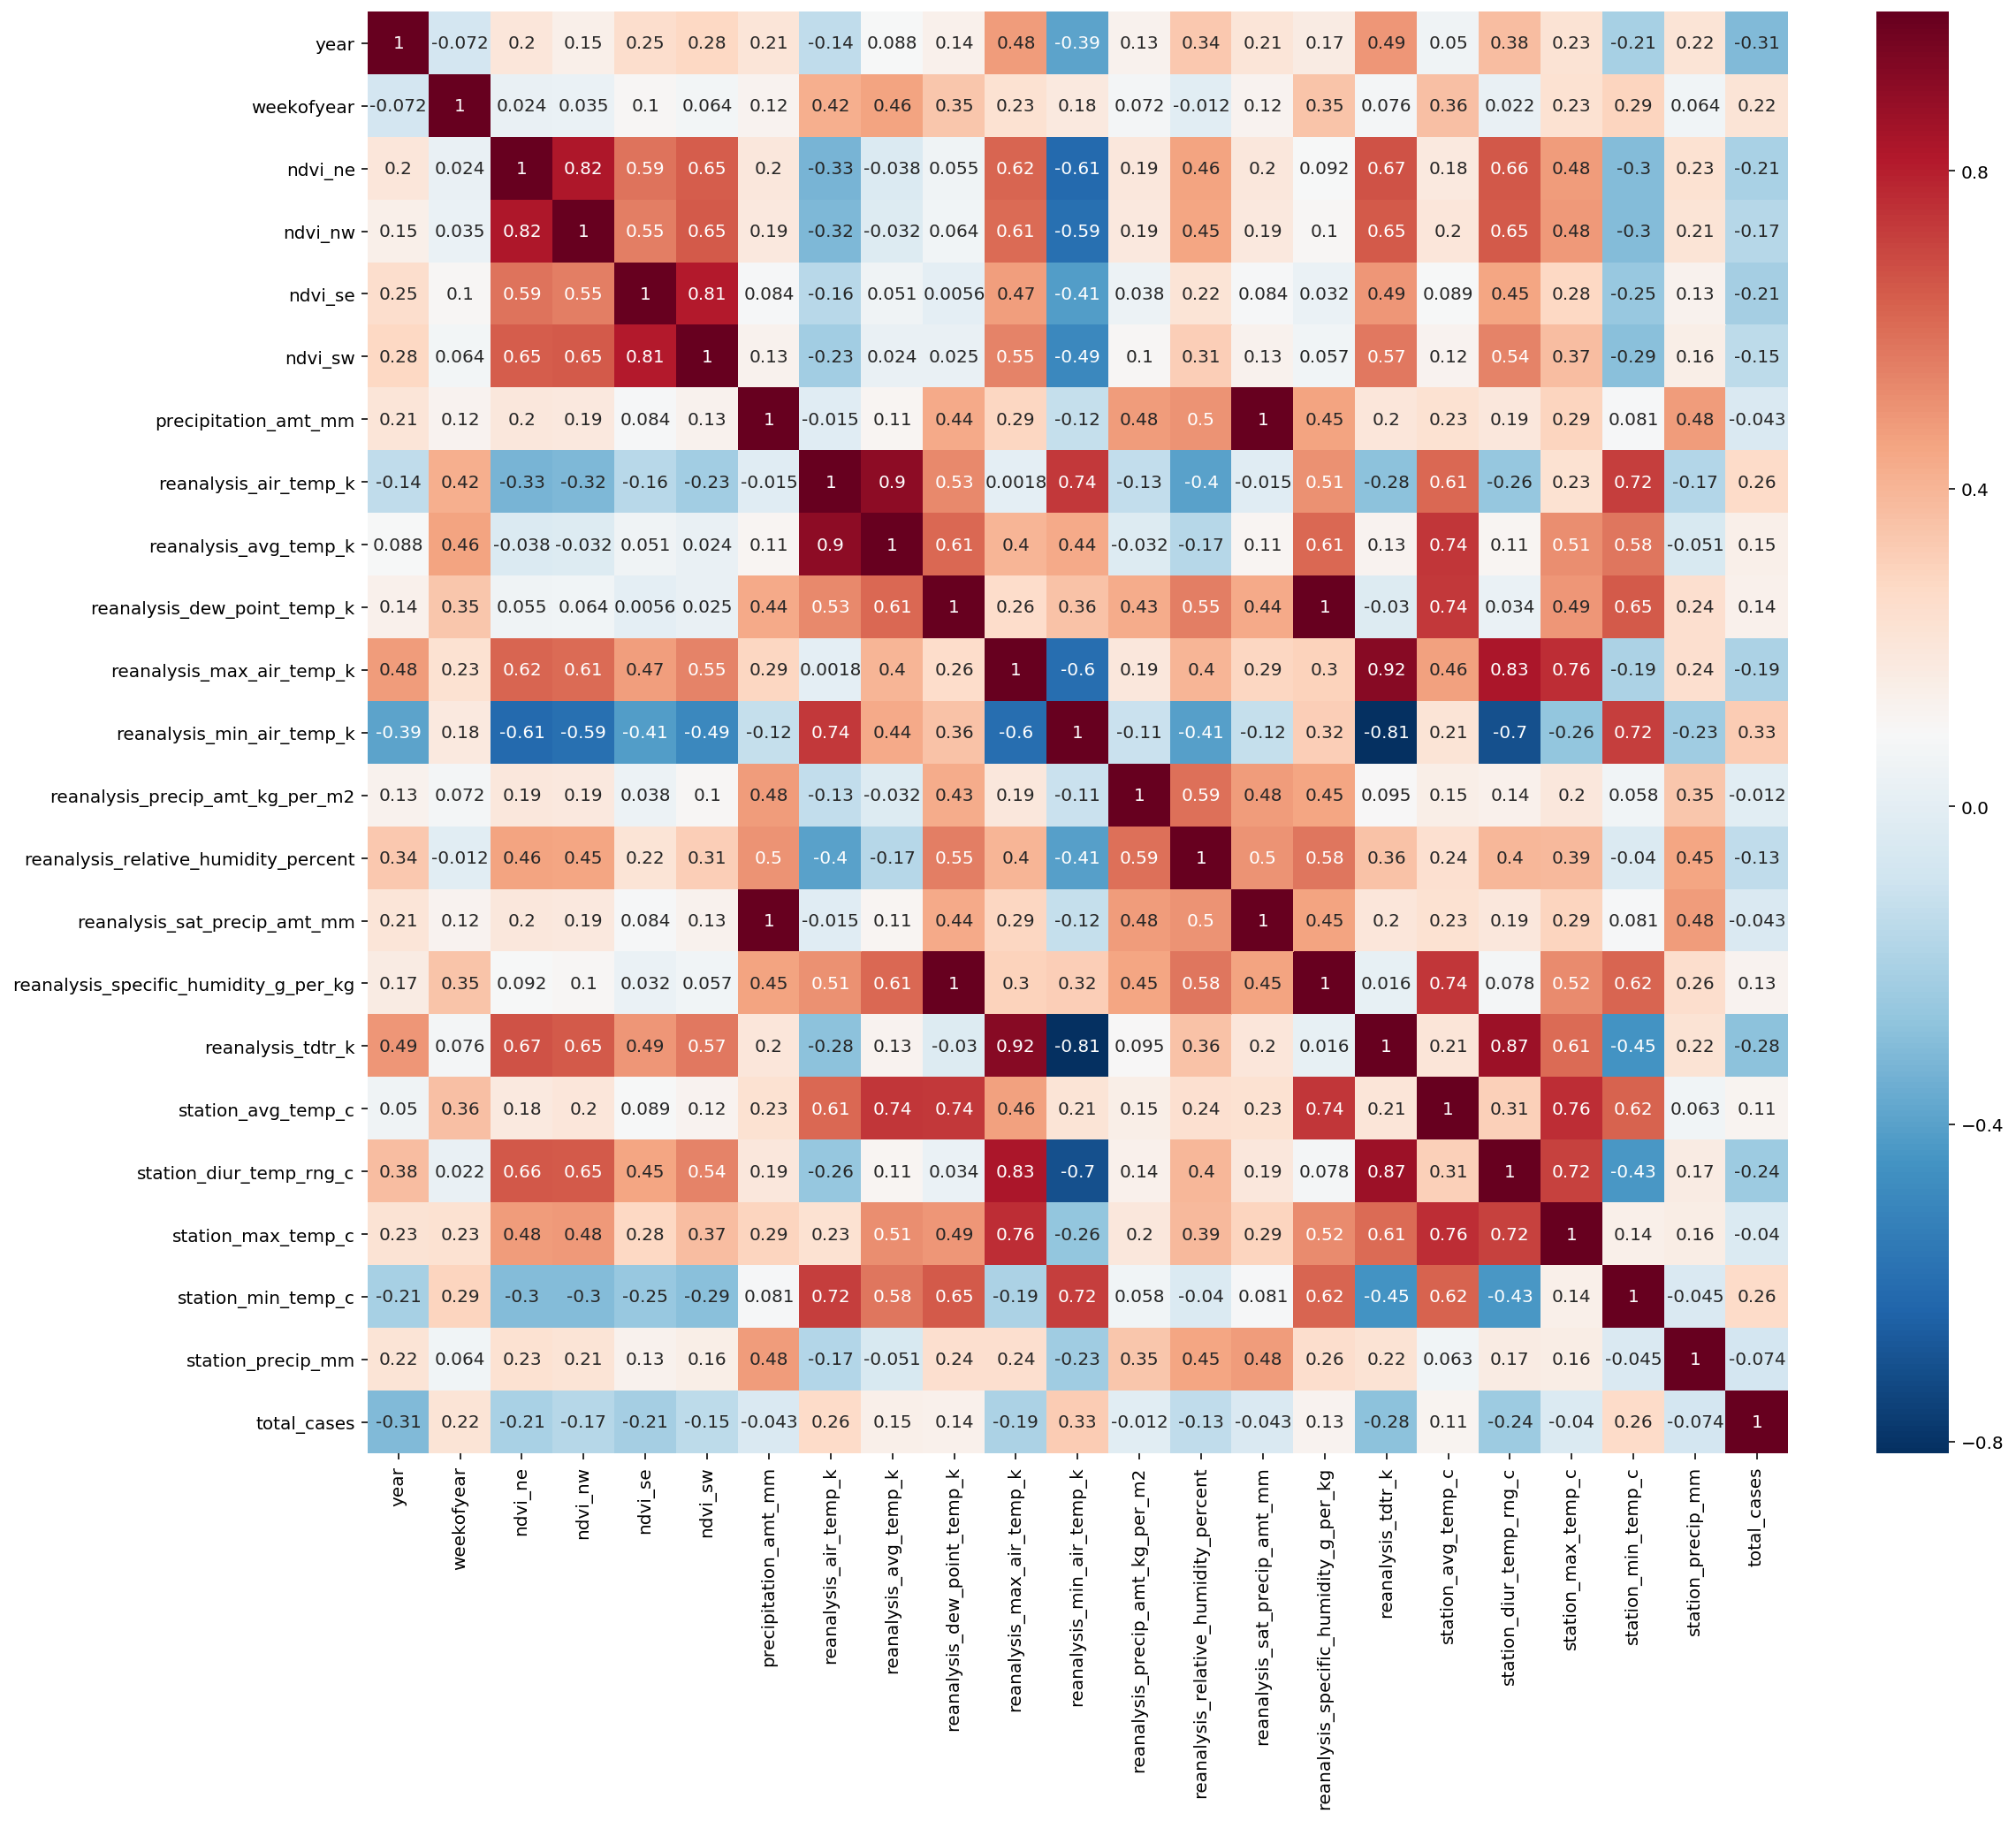 year 1 -0.072 0.2 0.15 0.25 0.28 0.21 -0.14 0.088 0.14 0.48 -0.39 0.13 0.34 0.21 0.17 0.49 0.05 0.38 0.23 -0.21 0.22 -0.31
weekofyear -0.072 1 0.024 0.035 0.1 0.064 0.12 0.42 0.46 0.35 0.23 0.18 0.072 -0.012 0.12 0.35 0.076 0.36 0.022 0.23 0.29 0.064 0.22
ndvi_ne 0.2 0.024 1 0.82 0.59 0.65 0.2 -0.33 -0.038 0.055 0.62 -0.61 0.19 0.46 0.2 0.092 0.67 0.18 0.66 0.48 -0.3 0.23 -0.21
ndvi_nw 0.15 0.035 0.82 1 0.55 0.65 0.19 -0.32 -0.032 0.064 0.61 -0.59 0.19 0.45 0.19 0.1 0.65 0.2 0.65 0.48 -0.3 0.21 -0.17
ndvi_se 0.25 0.1 0.59 0.55 1 0.81 0.084 -0.16 0.051 0.0056 0.47 -0.41 0.038 0.22 0.084 0.032 0.49 0.089 0.45 0.28 -0.25 0.13 -0.21
ndvi_sw 0.28 0.064 0.65 0.65 0.81 1 0.13 -0.23 0.024 0.025 0.55 -0.49 0.1 0.31 0.13 0.057 0.57 0.12 0.54 0.37 -0.29 0.16 -0.15
precipitation_amt_mm 0.21 0.12 0.2 0.19 0.084 0.13 1 -0.015 0.11 0.44 0.29 -0.12 0.48 0.5 1 0.45 0.2 0.23 0.19 0.29 0.081 0.48 -0.043
reanalysis_air_temp_k -0.14 0.42 -0.33 -0.32 -0.16 -0.23 -0.015 1 0.9 0.53 0.0018 0.74 -0.13 -0.4 -0.015 0.51 -0.28 0.61 -0.26 0.23 0.72 -0.17 0.26
reanalysis_avg_temp_k 0.088 0.46 -0.038 -0.032 0.051 0.024 0.11 0.9 1 0.61 0.4 0.44 -0.032 -0.17 0.11 0.61 0.13 0.74 0.11 0.51 0.58 -0.051 0.15
reanalysis_dew_point_temp_k 0.14 0.35 0.055 0.064 0.0056 0.025 0.44 0.53 0.61 1 0.26 0.36 0.43 0.55 0.44 1 -0.03 0.74 0.034 0.49 0.65 0.24 0.14
reanalysis_max_air_temp_k 0.48 0.23 0.62 0.61 0.47 0.55 0.29 0.0018 0.4 0.26 1 -0.6 0.19 0.4 0.29 0.3 0.92 0.46 0.83 0.76 -0.19 0.24 -0.19
reanalysis_min_air_temp_k -0.39 0.18 -0.61 -0.59 -0.41 -0.49 -0.12 0.74 0.44 0.36 -0.6 1 -0.11 -0.41 -0.12 0.32 -0.81 0.21 -0.7 -0.26 0.72 -0.23 0.33
reanalysis_precip_amt_kg_per_m2 0.13 0.072 0.19 0.19 0.038 0.1 0.48 -0.13 -0.032 0.43 0.19 -0.11 1 0.59 0.48 0.45 0.095 0.15 0.14 0.2 0.058 0.35 -0.012
reanalysis_relative_humidity_percent 0.34 -0.012 0.46 0.45 0.22 0.31 0.5 -0.4 -0.17 0.55 0.4 -0.41 0.59 1 0.5 0.58 0.36 0.24 0.4 0.39 -0.04 0.45 -0.13
reanalysis_sat_precip_amt_mm 0.21 0.12 0.2 0.19 0.084 0.13 1 -0.015 0.11 0.44 0.29 -0.12 0.48 0.5 1 0.45 0.2 0.23 0.19 0.29 0.081 0.48 -0.043
reanalysis_specific_humidity_g_per_kg 0.17 0.35 0.092 0.1 0.032 0.057 0.45 0.51 0.61 1 0.3 0.32 0.45 0.58 0.45 1 0.016 0.74 0.078 0.52 0.62 0.26 0.13
reanalysis_tdtr_k 0.49 0.076 0.67 0.65 0.49 0.57 0.2 -0.28 0.13 -0.03 0.92 -0.81 0.095 0.36 0.2 0.016 1 0.21 0.87 0.61 -0.45 0.22 -0.28
station_avg_temp_c 0.05 0.36 0.18 0.2 0.089 0.12 0.23 0.61 0.74 0.74 0.46 0.21 0.15 0.24 0.23 0.74 0.21 1 0.31 0.76 0.62 0.063 0.11
station_diur_temp_rng_c 0.38 0.022 0.66 0.65 0.45 0.54 0.19 -0.26 0.11 0.034 0.83 -0.7 0.14 0.4 0.19 0.078 0.87 0.31 1 0.72 -0.43 0.17 -0.24
station_max_temp_c 0.23 0.23 0.48 0.48 0.28 0.37 0.29 0.23 0.51 0.49 0.76 -0.26 0.2 0.39 0.29 0.52 0.61 0.76 0.72 1 0.14 0.16 -0.04
station_min_temp_c -0.21 0.29 -0.3 -0.3 -0.25 -0.29 0.081 0.72 0.58 0.65 -0.19 0.72 0.058 -0.04 0.081 0.62 -0.45 0.62 -0.43 0.14 1 -0.045 0.26
station_precip_mm 0.22 0.064 0.23 0.21 0.13 0.16 0.48 -0.17 -0.051 0.24 0.24 -0.23 0.35 0.45 0.48 0.26 0.22 0.063 0.17 0.16 -0.045 1 -0.074
total_cases -0.31 0.22 -0.21 -0.17 -0.21 -0.15 -0.043 0.26 0.15 0.14 -0.19 0.33 -0.012 -0.13 -0.043 0.13 -0.28 0.11 -0.24 -0.04 0.26 -0.074 1
year
weekofyear
ndvi_ne
ndvi_nw
ndvi_se
ndvi_sw
precipitation_amt_mm
reanalysis_air_temp_k
reanalysis_avg_temp_k
reanalysis_dew_point_temp_k
reanalysis_max_air_temp_k
reanalysis_min_air_temp_k
reanalysis_precip_amt_kg_per_m2
reanalysis_relative_humidity_percent
reanalysis_sat_precip_amt_mm
reanalysis_specific_humidity_g_per_kg
reanalysis_tdtr_k
station_avg_temp_c
station_diur_temp_rng_c
station_max_temp_c
station_min_temp_c
station_precip_mm
total_cases
0.8
0.4
0.0
−0.4
−0.8